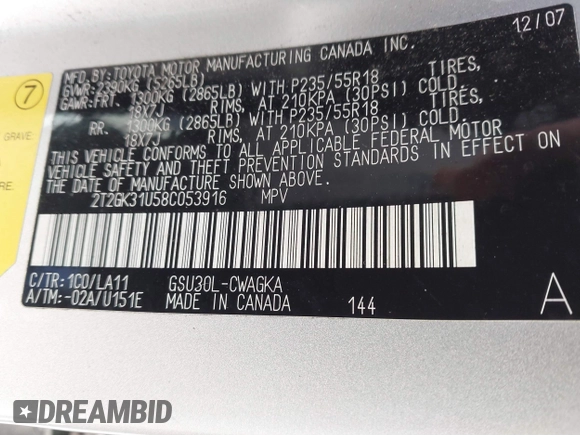 12/07
MFD.BY:TOYOTA MOTOR MANUFACTURING CANADA INC.
GVWR:2390KG (5265LB)
GAWR:FRT. 1300KG (2865LB) WITH P235/55R18 TIRES,
18X7J RIMS, AT 210KPA (30PSI) COLD.
RR. 1300KG (2865LB) WITH P235/55R18 TIRES,
18X7J RIMS, AT 210KPA (30PSI) COLD.
THIS VEHICLE CONFORMS TO ALL APPLICABLE FEDERAL MOTOR
VEHICLE SAFETY AND THEFT PREVENTION STANDARDS IN EFFECT ON
THE DATE OF MANUFACTURE SHOWN ABOVE.
2T2GK31U58C053916 MPV
C/TR:1C0/LA11 GSU30L-CWAGKA
A/TM:-02A/U151E MADE IN CANADA 144 A
7
GRAVE.
DREAMBID